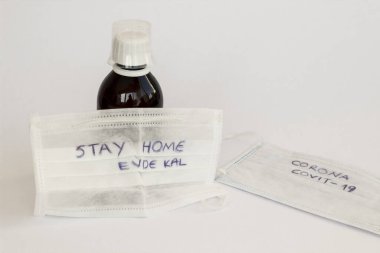 STAY HOME
EVDE KAL
CORONA
COVIT-19